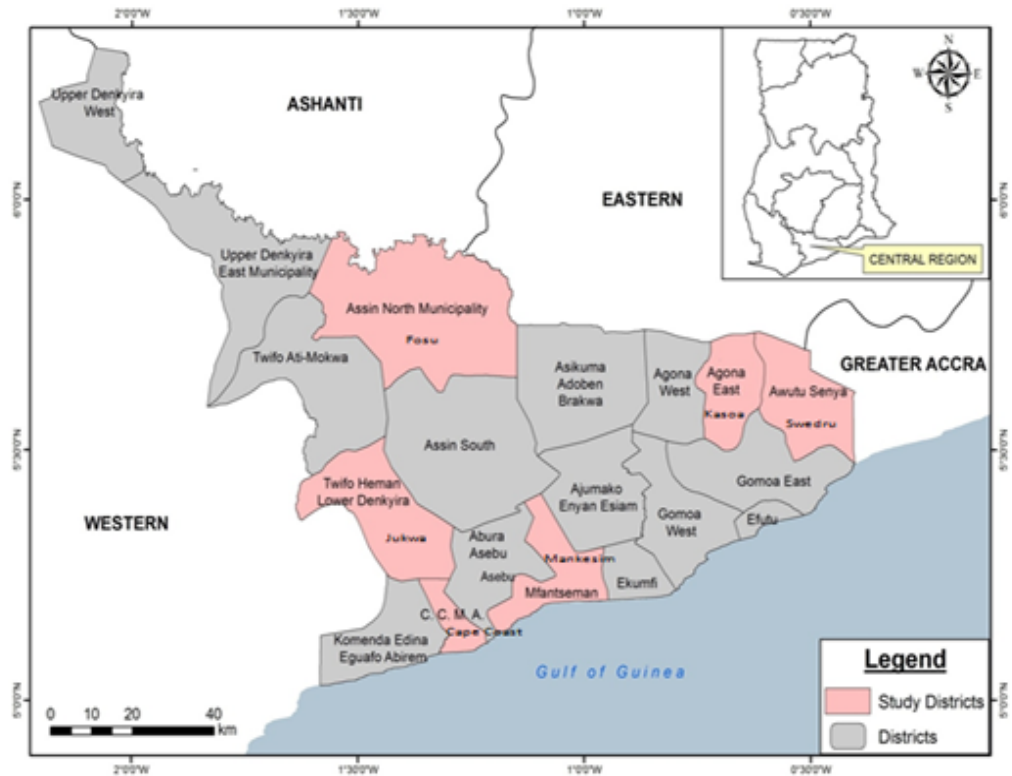 2°0'0"W
1°30'0"W
1°0'0"W
0°30'0"W
Upper Denkyira
West
ASHANTI
EASTERN
N
W
E
S
CENTRAL REGION
6°0'0"N
6°0'0"N
Upper Denkyira
East Municipality
Assin North Municipality
Fosu
Twifo Ati-Mokwa
Asikuma
Adoben
Brakwa
Agona
West
Agona
East
Kasoa
GREATER ACCRA
Awutu Senya
Swedru
5°30'0"N
5°30'0"N
Assin South
Twifo Heman
Lower Denkyira
Jukwa
Ajumako
Enyan Esiam
Gomoa East
Gomoa
West
Efutu
WESTERN
Abura
Asebu
Asebu
Mankesim
Mfantseman
Ekumfi
C. C. M. A.
Cape Coast
Komenda Edina
Eguafo Abirem
Gulf of Guinea
Legend
Study Districts
Districts
5°0'0"N
5°0'0"N
0 10 20 40
km
2°0'0"W
1°30'0"W
1°0'0"W
0°30'0"W